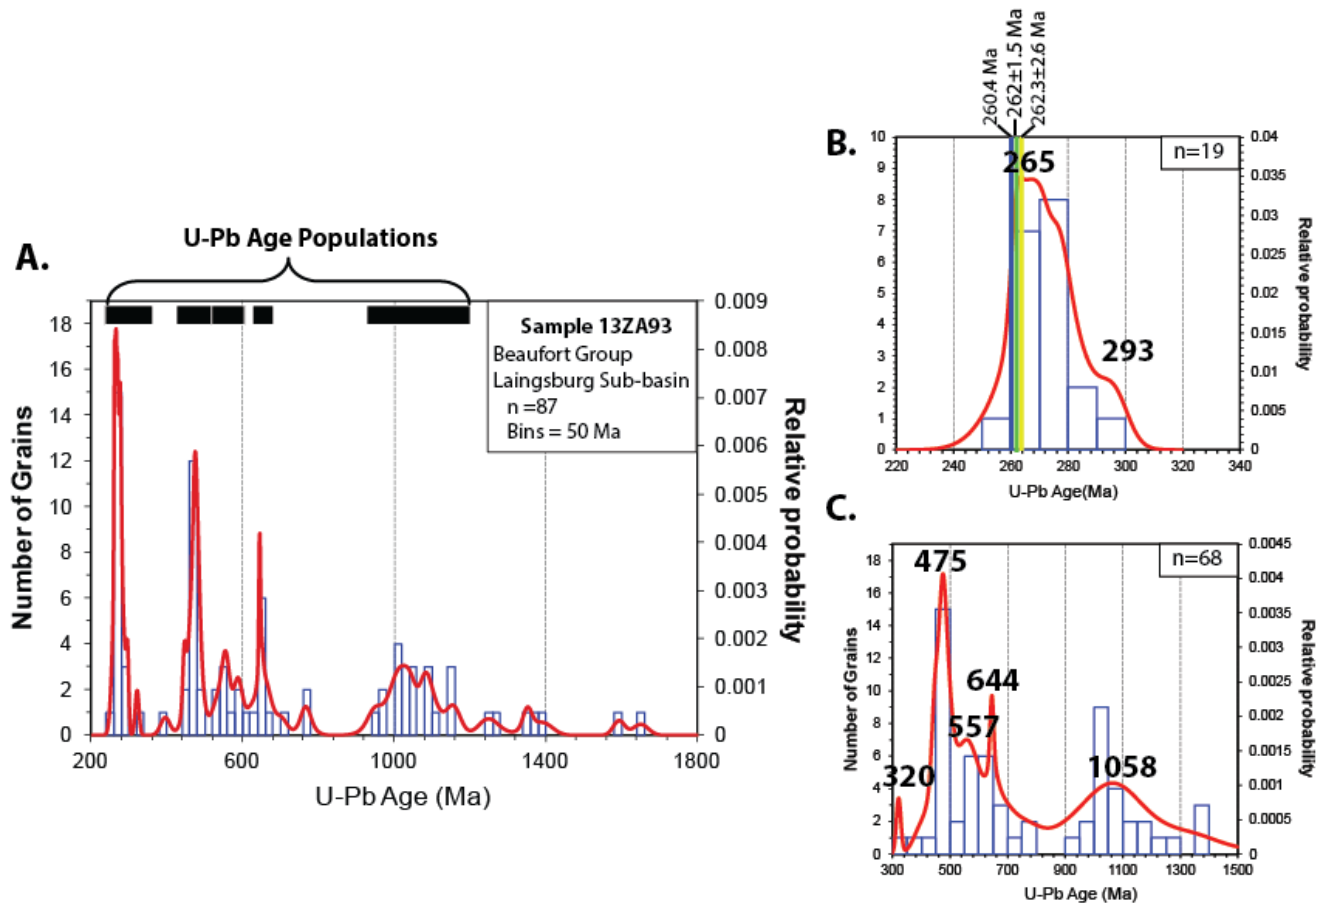 A.
U-Pb Age Populations
Sample 13ZA93
Beaufort Group
Laingsburg Sub-basin
n =87
Bins = 50 Ma
Number of Grains
18
16
14
12
10
8
6
4
2
0
0.009
0.008
0.007
0.006
0.005
0.004
0.003
0.002
0.001
0
Relative probability
200 600 1000 1400 1800
U-Pb Age (Ma)
B.
260.4 Ma
262±1.5 Ma
262.3±2.6 Ma
n=19
265
293
10
9
8
7
6
5
4
3
2
1
0
0.04
0.035
0.03
0.025
0.02
0.015
0.01
0.005
0
Relative probability
220 240 260 280 300 320 340
U-Pb Age(Ma)
C.
n=68
475
644
557
320
1058
Number of Grains
18
16
14
12
10
8
6
4
2
0
0.0045
0.004
0.0035
0.003
0.0025
0.002
0.0015
0.001
0.0005
0
Relative probability
300 500 700 900 1100 1300 1500
U-Pb Age (Ma)